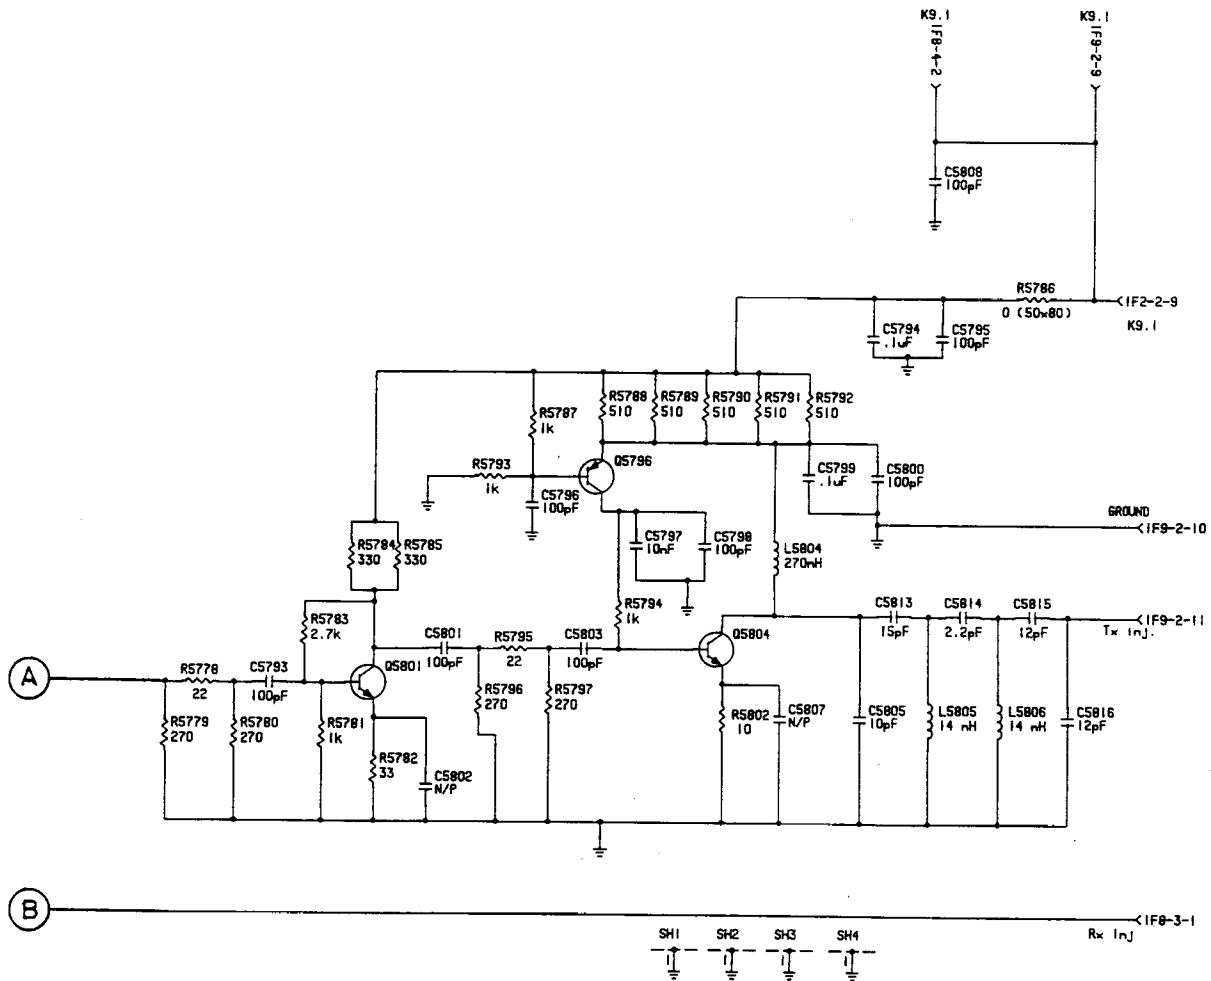 K9.1
1F8-4-2
K9.1
1F9-2-9
C5808
100pF
R5786
0 (50x80)
1F2-2-9
K9.1
C5794
.1uF
C5795
100pF
R5788
510
R5789
510
R5790
510
R5791
510
R5792
510
R5787
1k
R5793
1k
Q5796
C5796
100pF
C5799
.1uF
C5800
100pF
GROUND
1F9-2-10
R5784
330
R5785
330
C5797
10nF
C5798
100pF
L5804
270nH
R5783
2.7k
R5794
1k
C5813
15pF
C5814
2.2pF
C5815
12pF
1F9-2-11
Tx Inj.
C5801
100pF
R5795
22
C5803
100pF
Q5804
A
R5778
22
C5793
100pF
Q5801
R5779
270
R5780
270
R5781
1k
R5782
33
C5802
N/P
R5796
270
R5797
270
R5802
10
C5807
N/P
C5805
10pF
L5805
14 nH
L5806
14 nH
C5816
12pF
B
1F8-3-1
Rx Inj
SH1
SH2
SH3
SH4
1
1
1
1